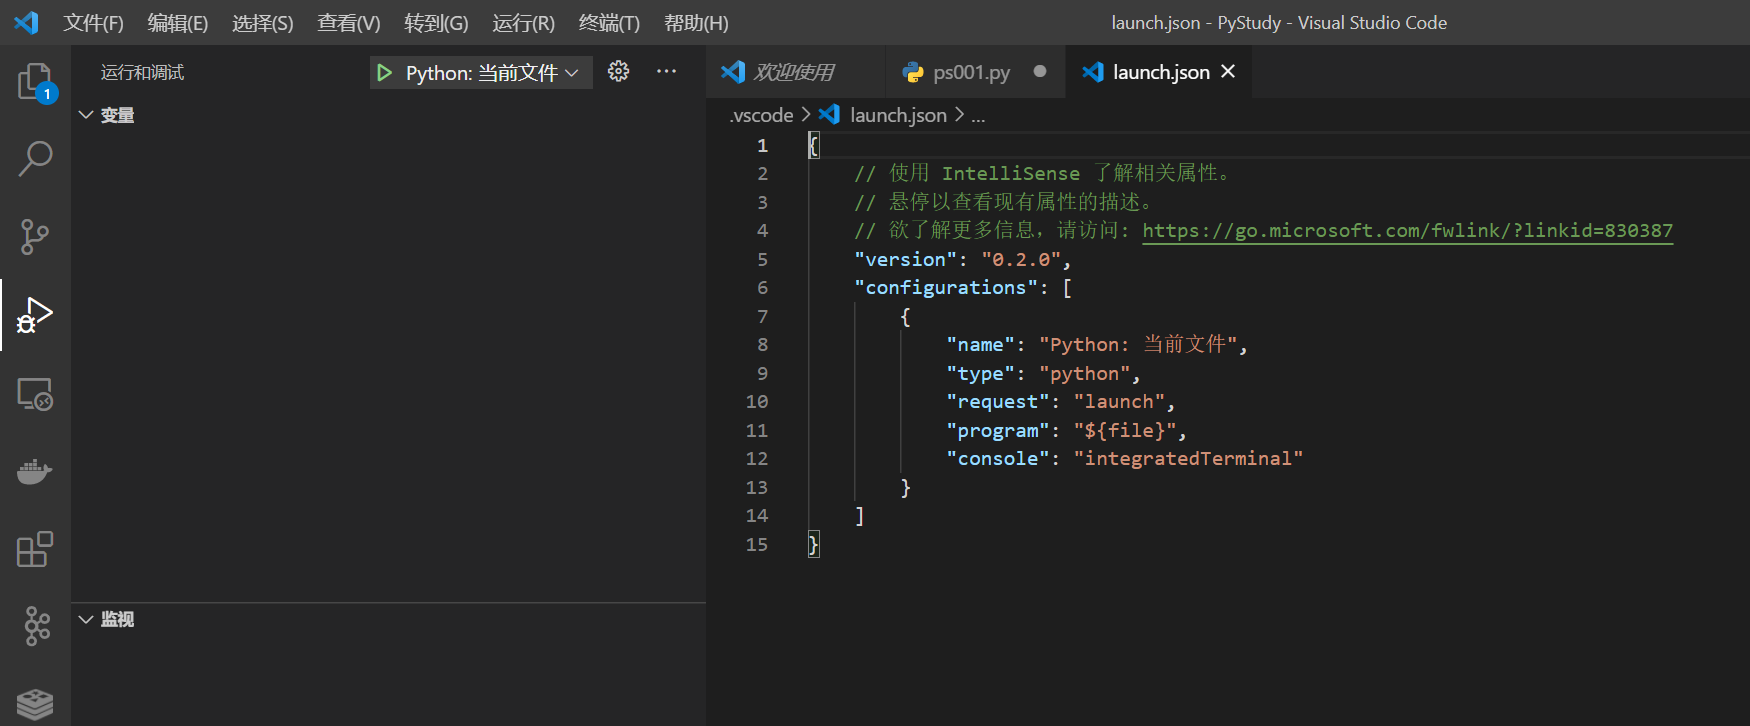 文件(F) 编辑(E) 选择(S) 查看(V) 转到(G) 运行(R) 终端(T) 帮助(H) launch.json - PyStudy - Visual Studio Code
运行和调试 Python: 当前文件 ...
欢迎使用 ps001.py launch.json
1
变量
.vscode > launch.json > ...
1 {
2 // 使用 IntelliSense 了解相关属性。
3 // 悬停以查看现有属性的描述。
4 // 欲了解更多信息，请访问: https://go.microsoft.com/fwlink/?linkid=830387
5 "version": "0.2.0",
6 "configurations": [
7 {
8 "name": "Python: 当前文件",
9 "type": "python",
10 "request": "launch",
11 "program": "${file}",
12 "console": "integratedTerminal"
13 }
14 ]
15 }
监视